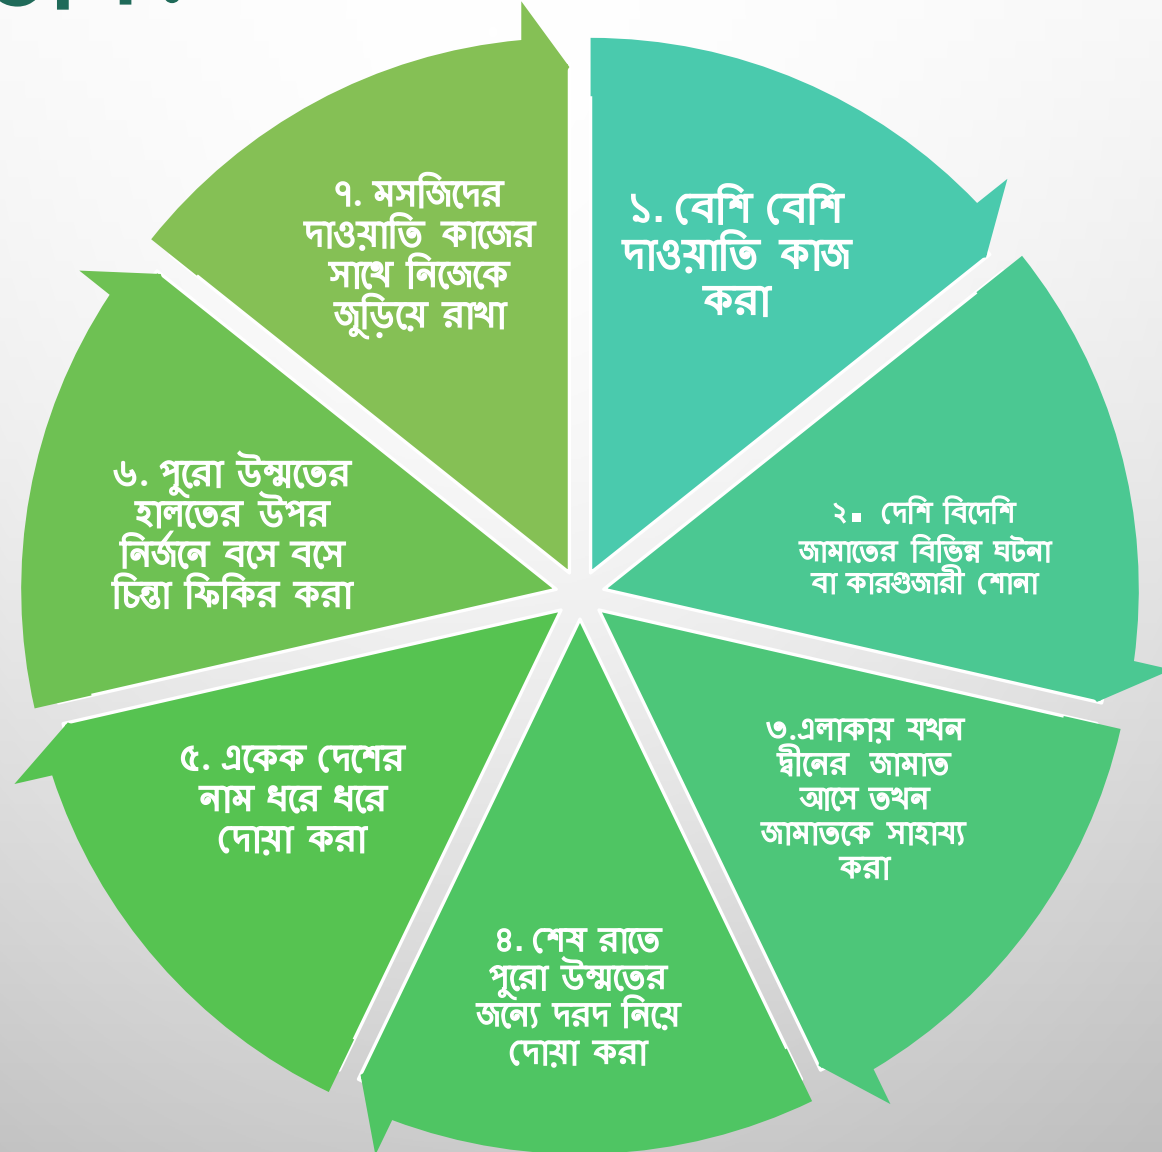 ১. বেশি বেশি
দাওয়াতি কাজ
করা
২. দেশি বিদেশি
জামাতের বিভিন্ন ঘটনা
বা কারগুজারী শোনা
৩.এলাকায় যখন
দ্বীনের জামাত
আসে তখন
জামাতকে সাহায্য
করা
৪. শেষ রাতে
পুরো উম্মতের
জন্যে দরদ নিয়ে
দোয়া করা
৫. একেক দেশের
নাম ধরে ধরে
দোয়া করা
৬. পুরো উম্মতের
হালতের উপর
নির্জনে বসে বসে
চিন্তা ফিকির করা
৭. মসজিদের
দাওয়াতি কাজের
সাথে নিজেকে
জুড়িয়ে রাখা